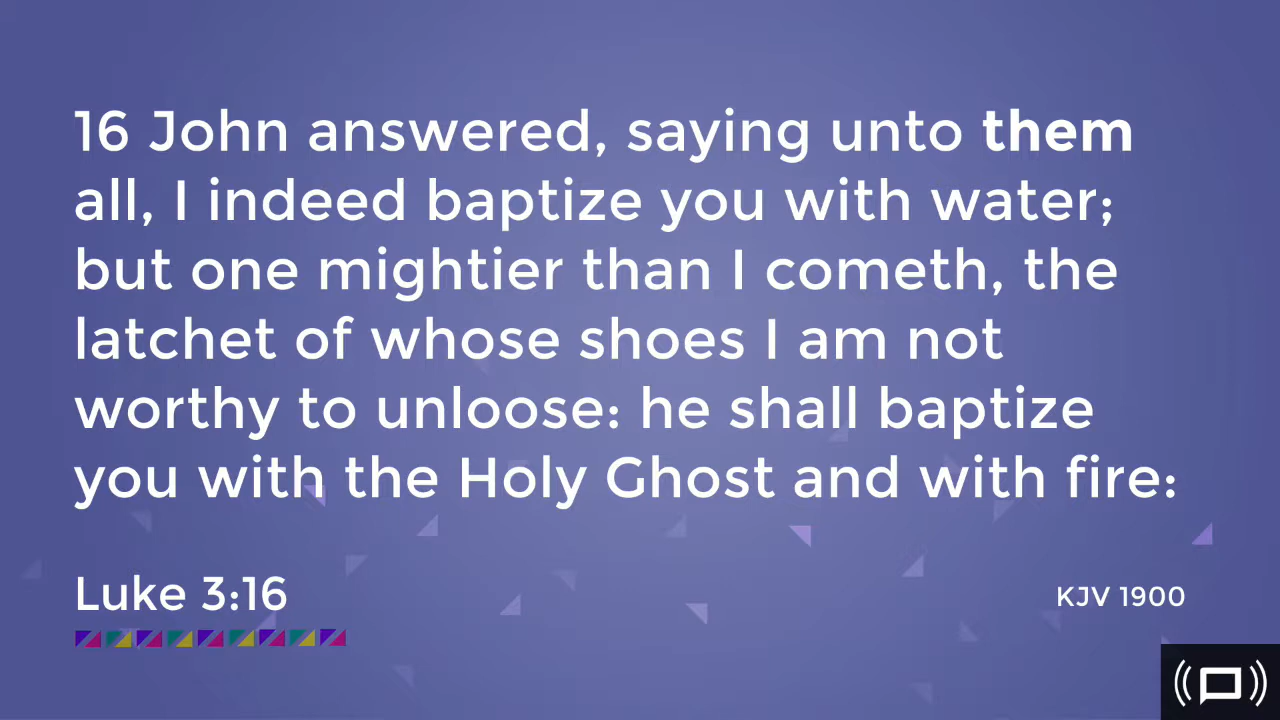 16 John answered, saying unto them
all, I indeed baptize you with water;
but one mightier than I cometh, the
latchet of whose shoes I am not
worthy to unloose: he shall baptize
you with the Holy Ghost and with fire:
Luke 3:16
KJV 1900